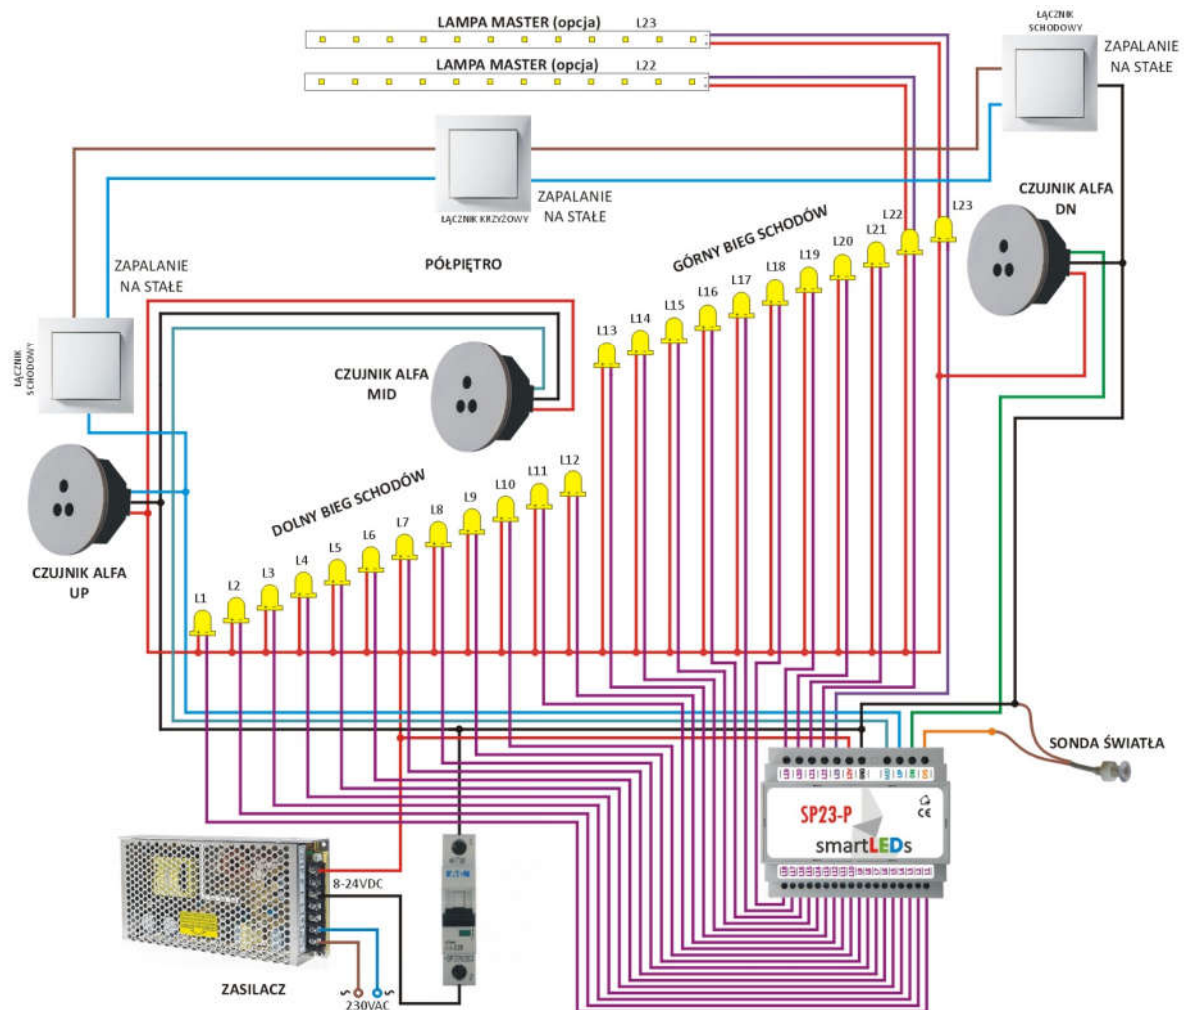 LAMPA MASTER (opcja) L23
LAMPA MASTER (opcja) L22
ŁĄCZNIK
SCHODOWY
ZAPALANIE
NA STAŁE
ŁĄCZNIK KRZYŻOWY
ZAPALANIE
NA STAŁE
CZUJNIK ALFA
DN
ZAPALANIE
NA STAŁE
PÓŁPIĘTRO
GÓRNY BIEG SCHODÓW
L13
L14
L15
L16
L17
L18
L19
L20
L21
L22
L23
ŁĄCZNIK
SCHODOWY
CZUJNIK ALFA
MID
CZUJNIK ALFA
UP
DOLNY BIEG SCHODÓW
L1
L2
L3
L4
L5
L6
L7
L8
L9
L10
L11
L12
SONDA ŚWIATŁA
SP23-P
smartLEDs
CE
8-24VDC
ZASILACZ
~ ~
230VAC